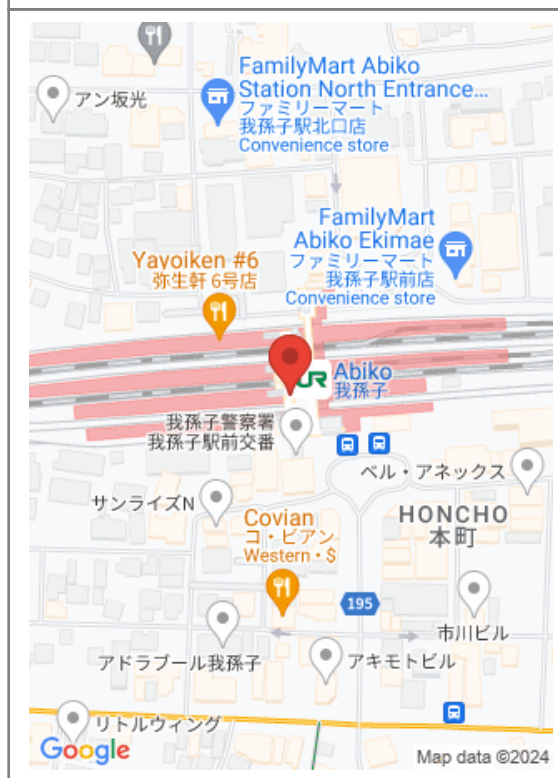 FamilyMart Abiko
Station North Entrance...
ファミリーマート
我孫子駅北口店
Convenience store
アン坂光
FamilyMart
Abiko Ekimae
ファミリーマート
我孫子駅前店
Convenience store
Yayoiken #6
弥生軒 6号店
JR
Abiko
我孫子
我孫子警察署
我孫子駅前交番
ベル・アネックス
サンライズN
HONCHO
本町
Covian
コ・ビアン
Western・$
195
市川ビル
アドラブール我孫子
アキモトビル
リトルウィング
Google
Map data ©2024